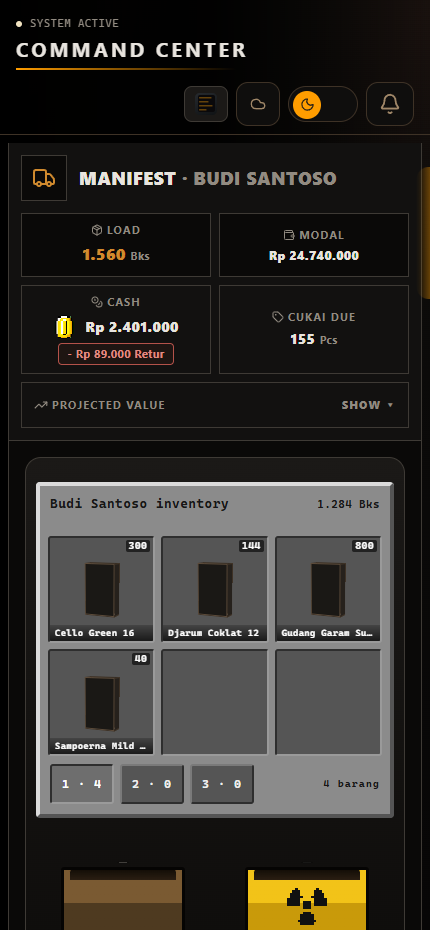 SYSTEM ACTIVE
COMMAND CENTER
MANIFEST · BUDI SANTOSO
LOAD
1.560 Bks
MODAL
Rp 24.740.000
CASH
Rp 2.401.000
- Rp 89.000 Retur
CUKAI DUE
155 Pcs
PROJECTED VALUE
SHOW ▾
Budi Santoso inventory
1.284 Bks
300
144
800
Cello Green 16
Djarum Coklat 12
Gudang Garam Su…
40
Sampoerna Mild …
1 · 4
2 · 0
3 · 0
4 barang